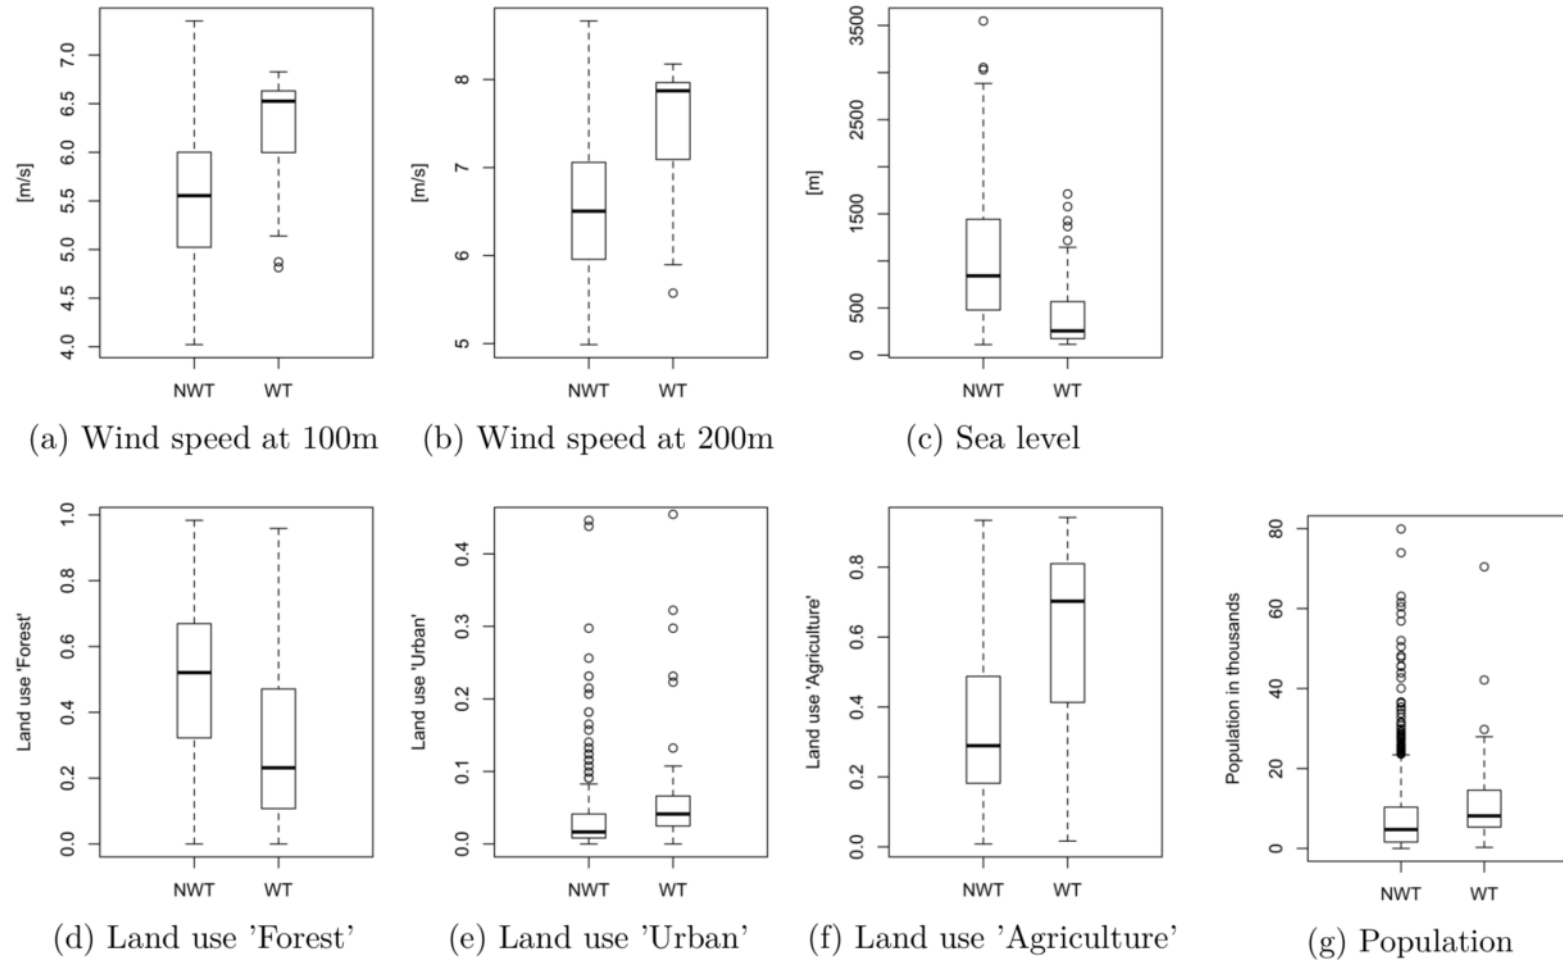 [m/s]
4.0 4.5 5.0 5.5 6.0 6.5 7.0
NWT WT
(a) Wind speed at 100m
[m/s]
5 6 7 8
NWT WT
(b) Wind speed at 200m
[m]
0 500 1500 2500 3500
NWT WT
(c) Sea level
Land use 'Forest'
0.0 0.2 0.4 0.6 0.8 1.0
NWT WT
(d) Land use 'Forest'
Land use 'Urban'
0.0 0.1 0.2 0.3 0.4
NWT WT
(e) Land use 'Urban'
Land use 'Agriculture'
0.0 0.2 0.4 0.6 0.8
NWT WT
(f) Land use 'Agriculture'
Population in thousands
0 20 40 60 80
NWT WT
(g) Population